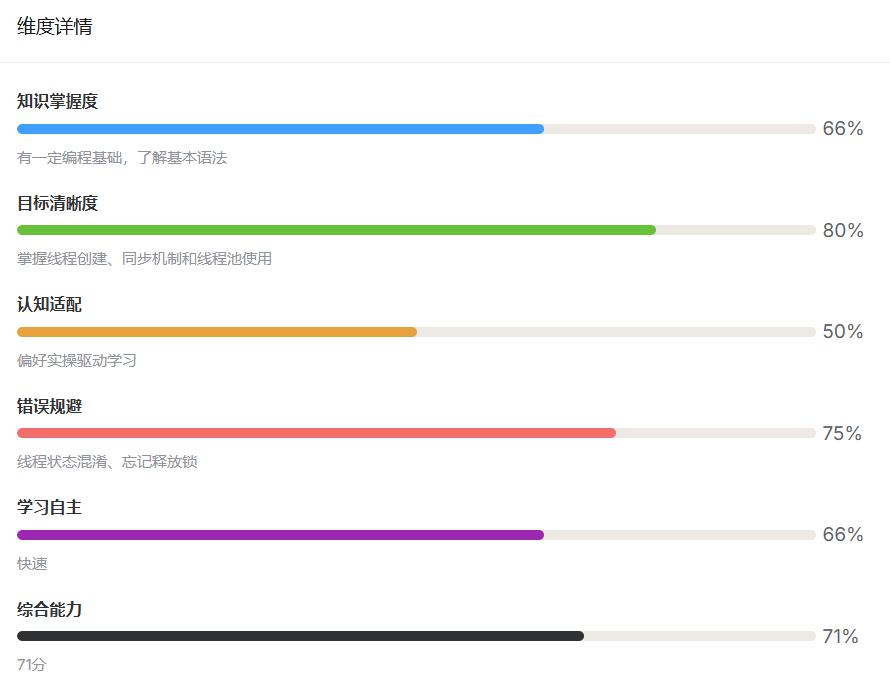 维度详情
知识掌握度
66%
有一定编程基础，了解基本语法
目标清晰度
80%
掌握线程创建、同步机制和线程池使用
认知适配
50%
偏好实操驱动学习
错误规避
75%
线程状态混淆、忘记释放锁
学习自主
66%
快速
综合能力
71%
71分